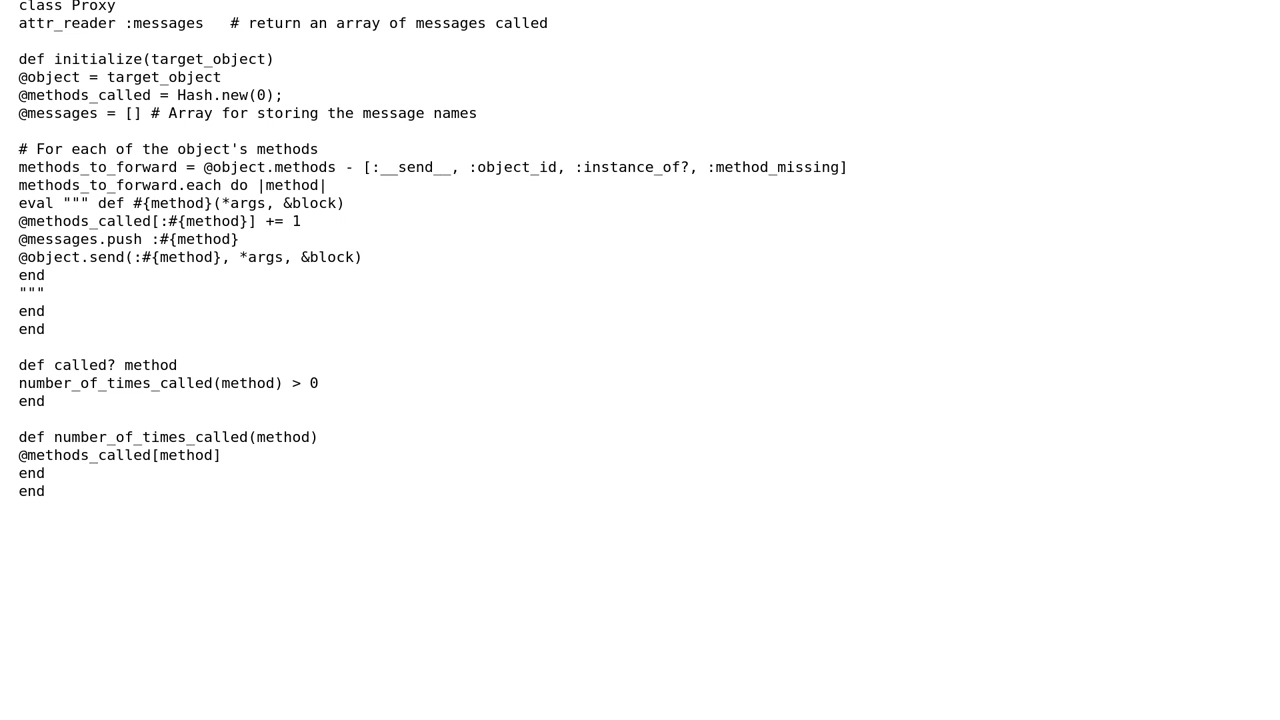 class Proxy
attr_reader :messages   # return an array of messages called

def initialize(target_object)
@object = target_object
@methods_called = Hash.new(0);
@messages = [] # Array for storing the message names

# For each of the object's methods
methods_to_forward = @object.methods - [:__send__, :object_id, :instance_of?, :method_missing]
methods_to_forward.each do |method|
eval """ def #{method}(*args, &block)
@methods_called[:#{method}] += 1
@messages.push :#{method}
@object.send(:#{method}, *args, &block)
end
"""
end
end

def called? method
number_of_times_called(method) > 0
end

def number_of_times_called(method)
@methods_called[method]
end
end